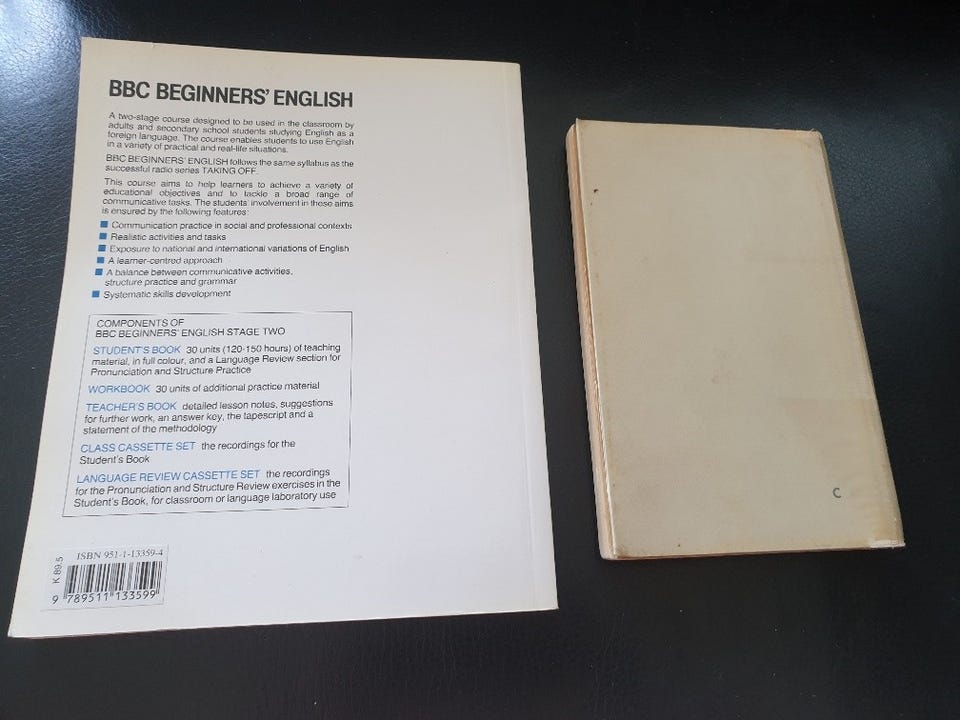 BBC BEGINNERS' ENGLISH
A two-stage course designed to be used in the classroom by
adults and secondary school students studying English as a
foreign language. The course enables students to use English
in a variety of practical and real-life situations.
BBC BEGINNERS' ENGLISH follows the same syllabus as the
successful radio series TAKING OFF.
This course aims to help learners to achieve a variety of
educational objectives and to tackle a broad range of
communicative tasks. The students' involvement in these aims
is ensured by the following features:
Communication practice in social and professional contexts
Realistic activities and tasks
Exposure to national and international variations of English
A learner-centred approach
A balance between communicative activities,
structure practice and grammar
Systematic skills development
COMPONENTS OF
BBC BEGINNERS' ENGLISH STAGE TWO
STUDENT'S BOOK 30 units (120-150 hours) of teaching
material, in full colour, and a Language Review section for
Pronunciation and Structure Practice
WORKBOOK 30 units of additional practice material
TEACHER'S BOOK detailed lesson notes, suggestions
for further work, an answer key, the tapescript and a
statement of the methodology
CLASS CASSETTE SET the recordings for the
Student's Book
LANGUAGE REVIEW CASSETTE SET the recordings
for the Pronunciation and Structure Review exercises in the
Student's Book, for classroom or language laboratory use
ISBN 951-1-13359-4
K 89.5
9 789511 133599
C